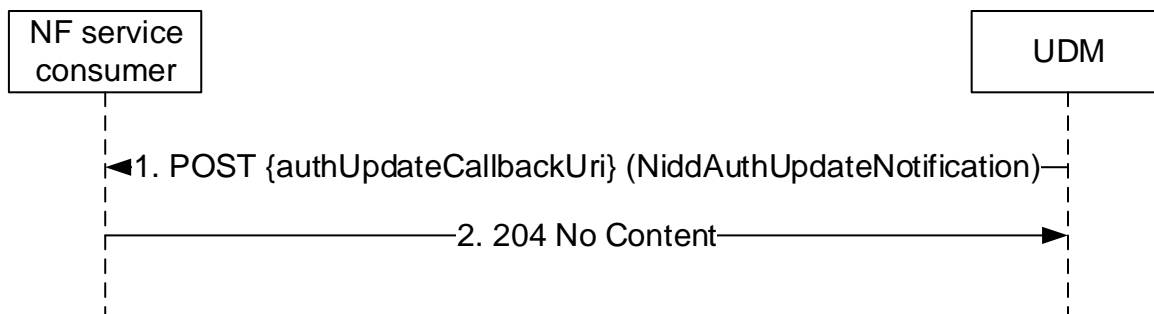 NF service
consumer
UDM
1. POST {authUpdateCallbackUri} (NiddAuthUpdateNotification)
2. 204 No Content